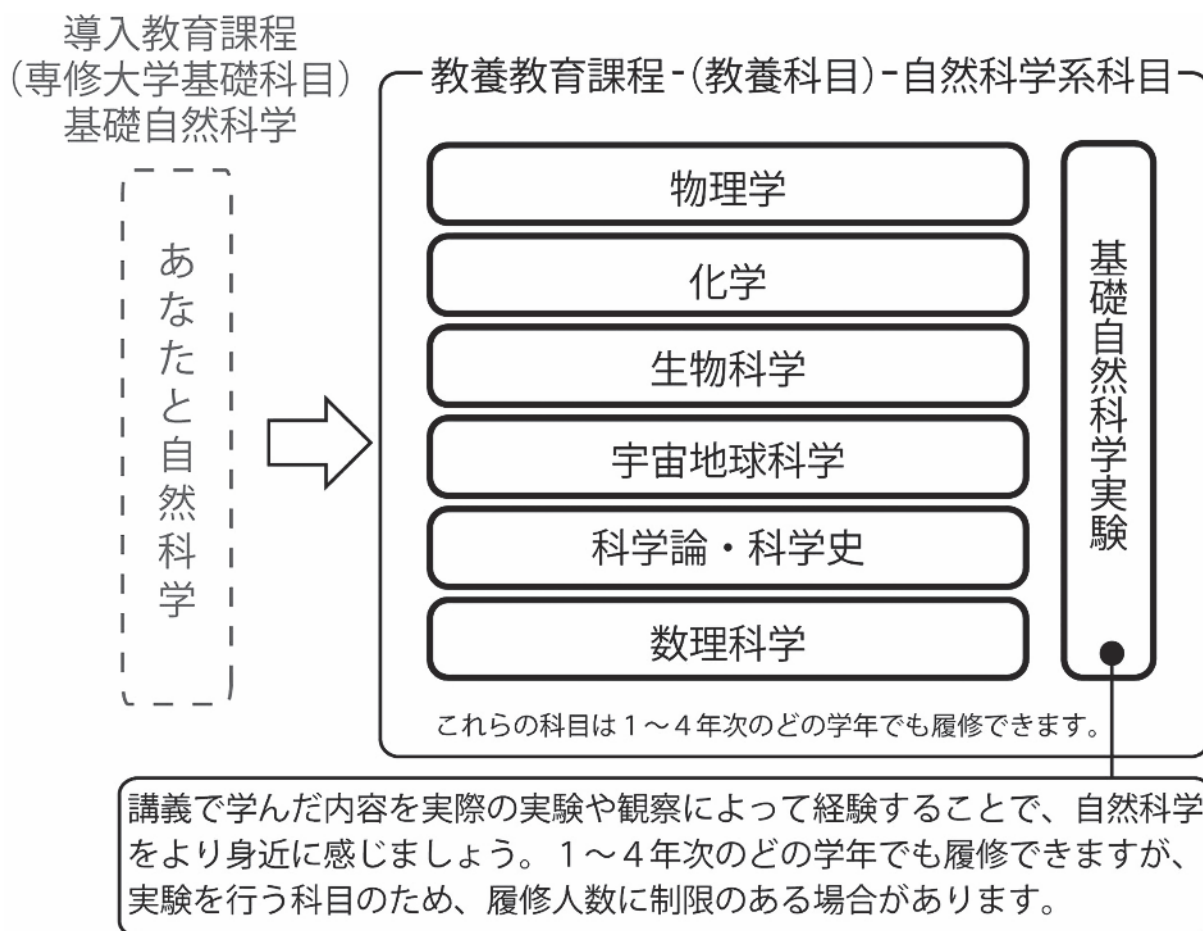 導入教育課程
(専修大学基礎科目)
基礎自然科学
あなたと自然科学
教養教育課程-(教養科目)-自然科学系科目
物理学
化学
生物科学
宇宙地球科学
科学論・科学史
数理科学
基礎自然科学実験
これらの科目は1～4年次のどの学年でも履修できます。
講義で学んだ内容を実際の実験や観察によって経験することで、自然科学
をより身近に感じましょう。1～4年次のどの学年でも履修できますが、
実験を行う科目のため、履修人数に制限のある場合があります。